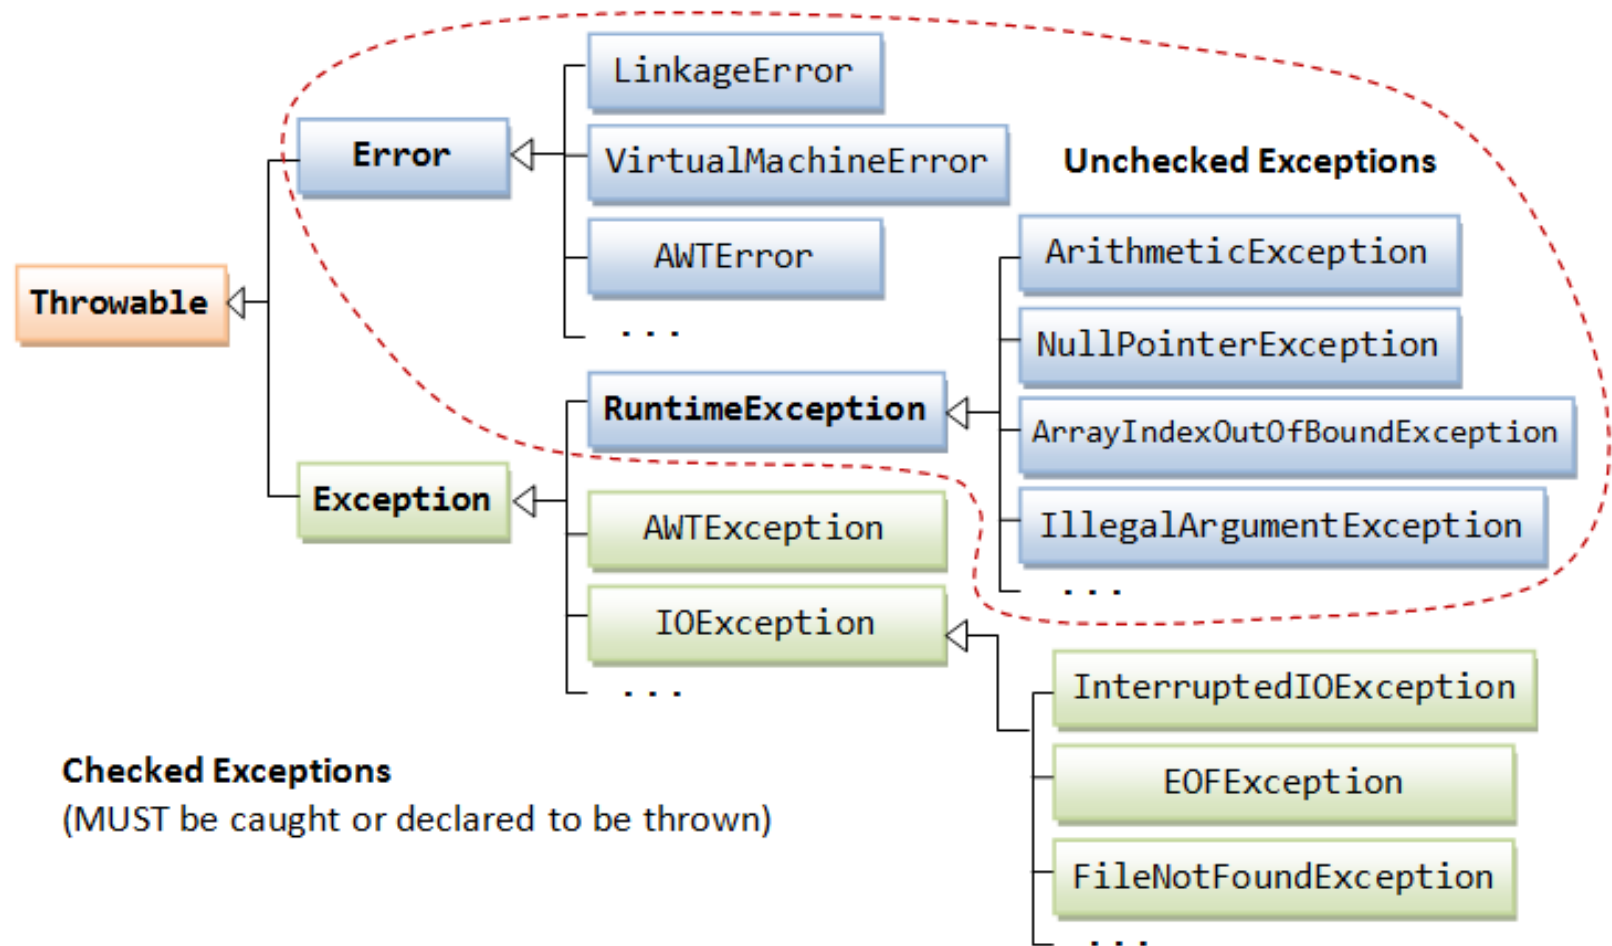 LinkageError
Error
VirtualMachineError
Unchecked Exceptions
AWTError
ArithmeticException
Throwable
...
NullPointerException
RuntimeException
ArrayIndexOutOfBoundException
Exception
AWTException
IllegalArgumentException
...
IOException
...
InterruptedIOException
Checked Exceptions
EOFException
(MUST be caught or declared to be thrown)
FileNotFoundException
...